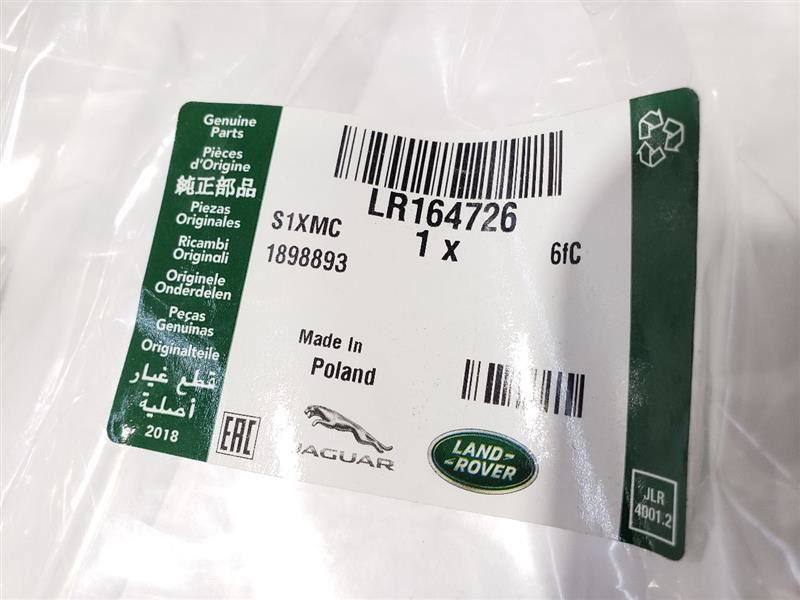 Genuine
Parts
Pièces
d'Origine
純正部品
Piezas
Originales
Ricambi
Originali
Originele
Onderdelen
Peças
Genuínas
Originalteile
قطع غيار
أصلية
2018
LR164726
S1XMC
1 x
6fC
1898893
Made In
Poland
EAC
JAGUAR
LAND-
-ROVER
JLR
4001.2